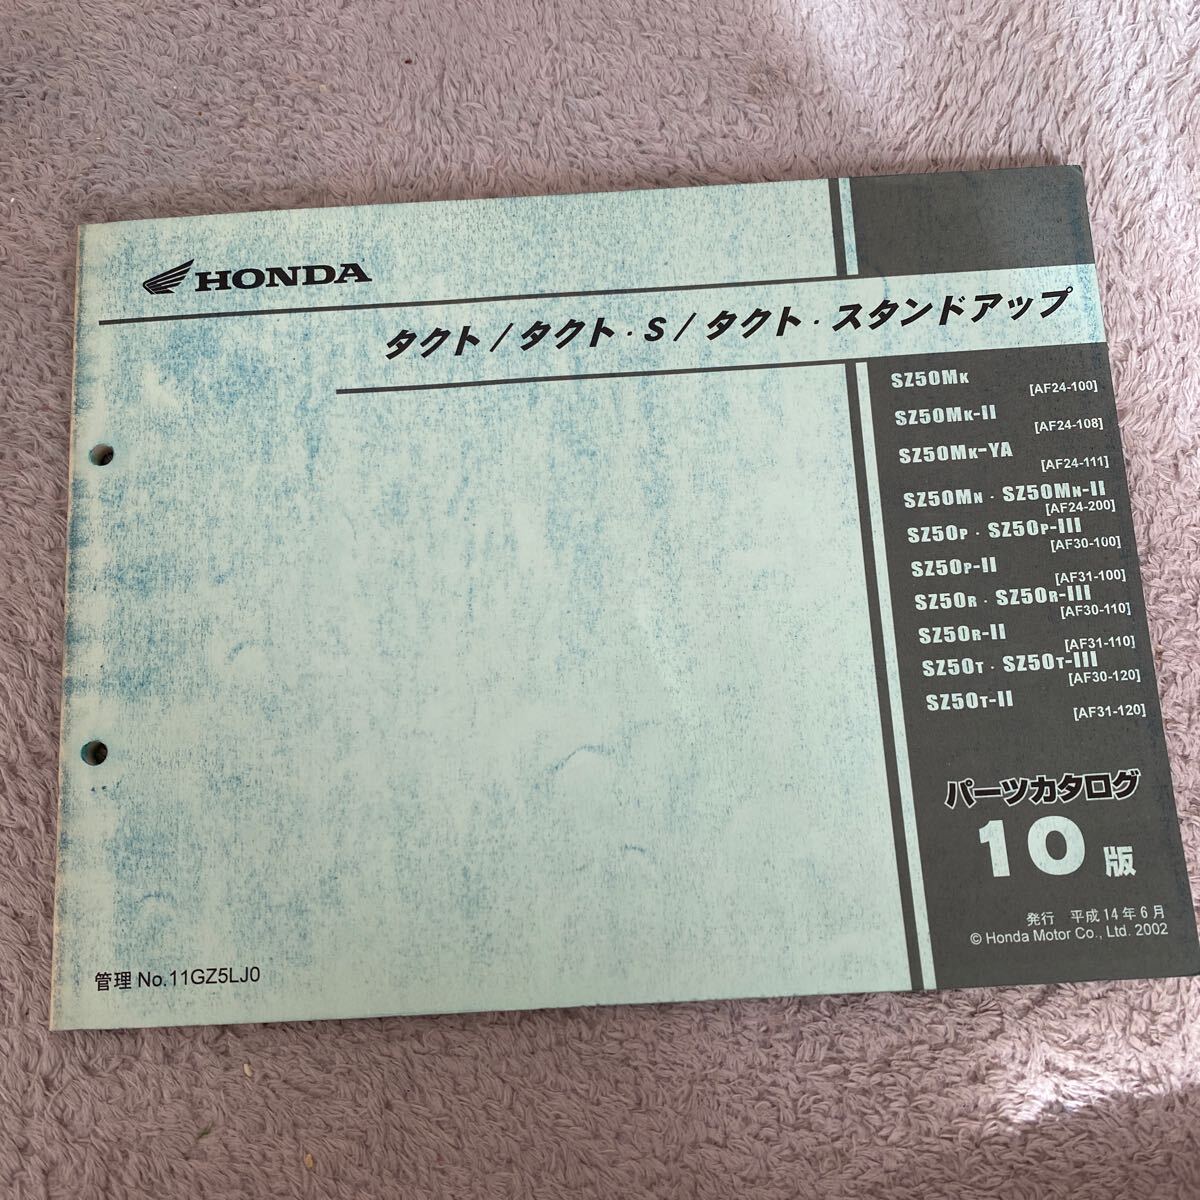 HONDA
タクト / タクト・S / タクト・スタンドアップ
SZ50MK
[AF24-100]
SZ50MK-II
[AF24-108]
SZ50MK-YA
[AF24-111]
SZ50MN・SZ50MN-II
[AF24-200]
SZ50P・SZ50P-III
[AF30-100]
SZ50P-II
[AF31-100]
SZ50R・SZ50R-III
[AF30-110]
SZ50R-II
[AF31-110]
SZ50T・SZ50T-III
[AF30-120]
SZ50T-II
[AF31-120]
パーツカタログ
10版
発行 平成14年6月
© Honda Motor Co., Ltd. 2002
管理 No.11GZ5LJ0